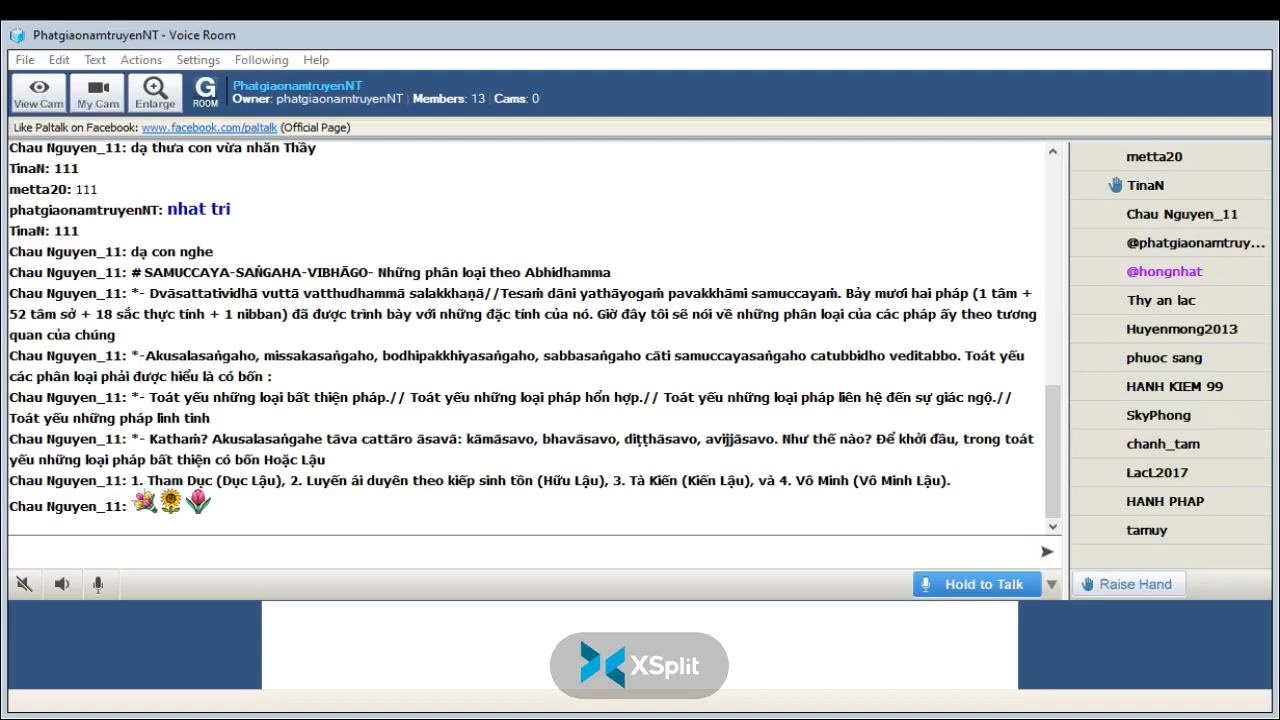 PhatgiaonamtruyenNT - Voice Room
File Edit Text Actions Settings Following Help
View Cam My Cam Enlarge G ROOM
PhatgiaonamtruyenNT
Owner: phatgiaonamtruyenNT | Members: 13 | Cams: 0
Like Paltalk on Facebook: www.facebook.com/paltalk (Official Page)
Chau Nguyen_11: dạ thưa con vừa nhăn Thầy
TinaN: 111
metta20: 111
phatgiaonamtruyenNT: nhat tri
TinaN: 111
Chau Nguyen_11: dạ con nghe
Chau Nguyen_11: # SAMUCCAYA-SAṄGAHA-VIBHĀGO- Những phân loại theo Abhidhamma
Chau Nguyen_11: *- Dvāsattatividhā vuttā vatthudhammā salakkhaṇā//Tesaṁ dāni yathāyogaṁ pavakkhāmi samuccayaṁ. Bảy mươi hai pháp (1 tâm +
52 tâm sở + 18 sắc thực tính + 1 nibban) đã được trình bày với những đặc tính của nó. Giờ đây tôi sẽ nói về những phân loại của các pháp ấy theo tương
quan của chúng
Chau Nguyen_11: *-Akusalasaṅgaho, missakasaṅgaho, bodhipakkhiyasaṅgaho, sabbasaṅgaho cāti samuccayasaṅgaho catubbidho veditabbo. Toát yếu
các phân loại phải được hiểu là có bốn :
Chau Nguyen_11: *- Toát yếu những loại bất thiện pháp.// Toát yếu những loại pháp hổn hợp.// Toát yếu những loại pháp liên hệ đến sự giác ngộ.//
Toát yếu những pháp linh tinh
Chau Nguyen_11: *- Kathaṁ? Akusalasaṅgahe tāva cattāro āsavā: kāmāsavo, bhavāsavo, diṭṭhāsavo, avijjāsavo. Như thế nào? Để khởi đầu, trong toát
yếu những loại pháp bất thiện có bốn Hoặc Lậu
Chau Nguyen_11: 1. Tham Dục (Dục Lậu), 2. Luyến ái duyên theo kiếp sinh tồn (Hữu Lậu), 3. Tà Kiến (Kiến Lậu), và 4. Vô Minh (Vô Minh Lậu).
Chau Nguyen_11:
metta20
TinaN
Chau Nguyen_11
@phatgiaonamtruy...
@hongnhat
Thy an lac
Huyenmong2013
phuoc sang
HANH KIEM 99
SkyPhong
chanh_tam
LacL2017
HANH PHAP
tamuy
Hold to Talk
Raise Hand
XSplit